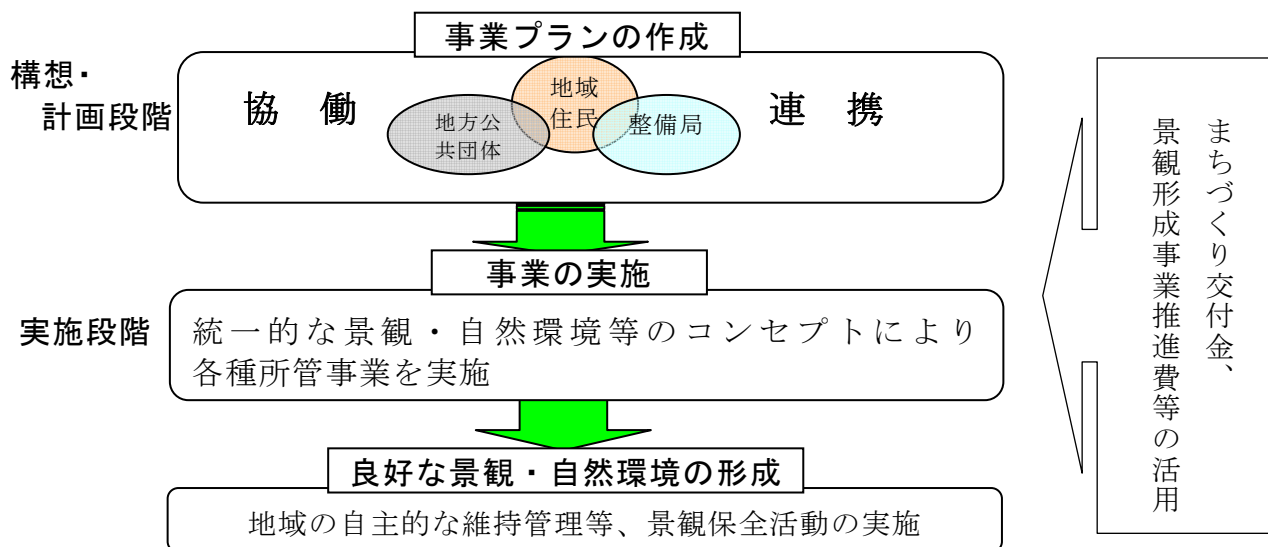 事業プランの作成
構想・
計画段階
協 働
地域
住民
地方公
共団体
整備局
連 携
事業の実施
実施段階
統一的な景観・自然環境等のコンセプトにより
各種所管事業を実施
良好な景観・自然環境の形成
地域の自主的な維持管理等、景観保全活動の実施
まちづくり交付金、
景観形成事業推進費等の活用